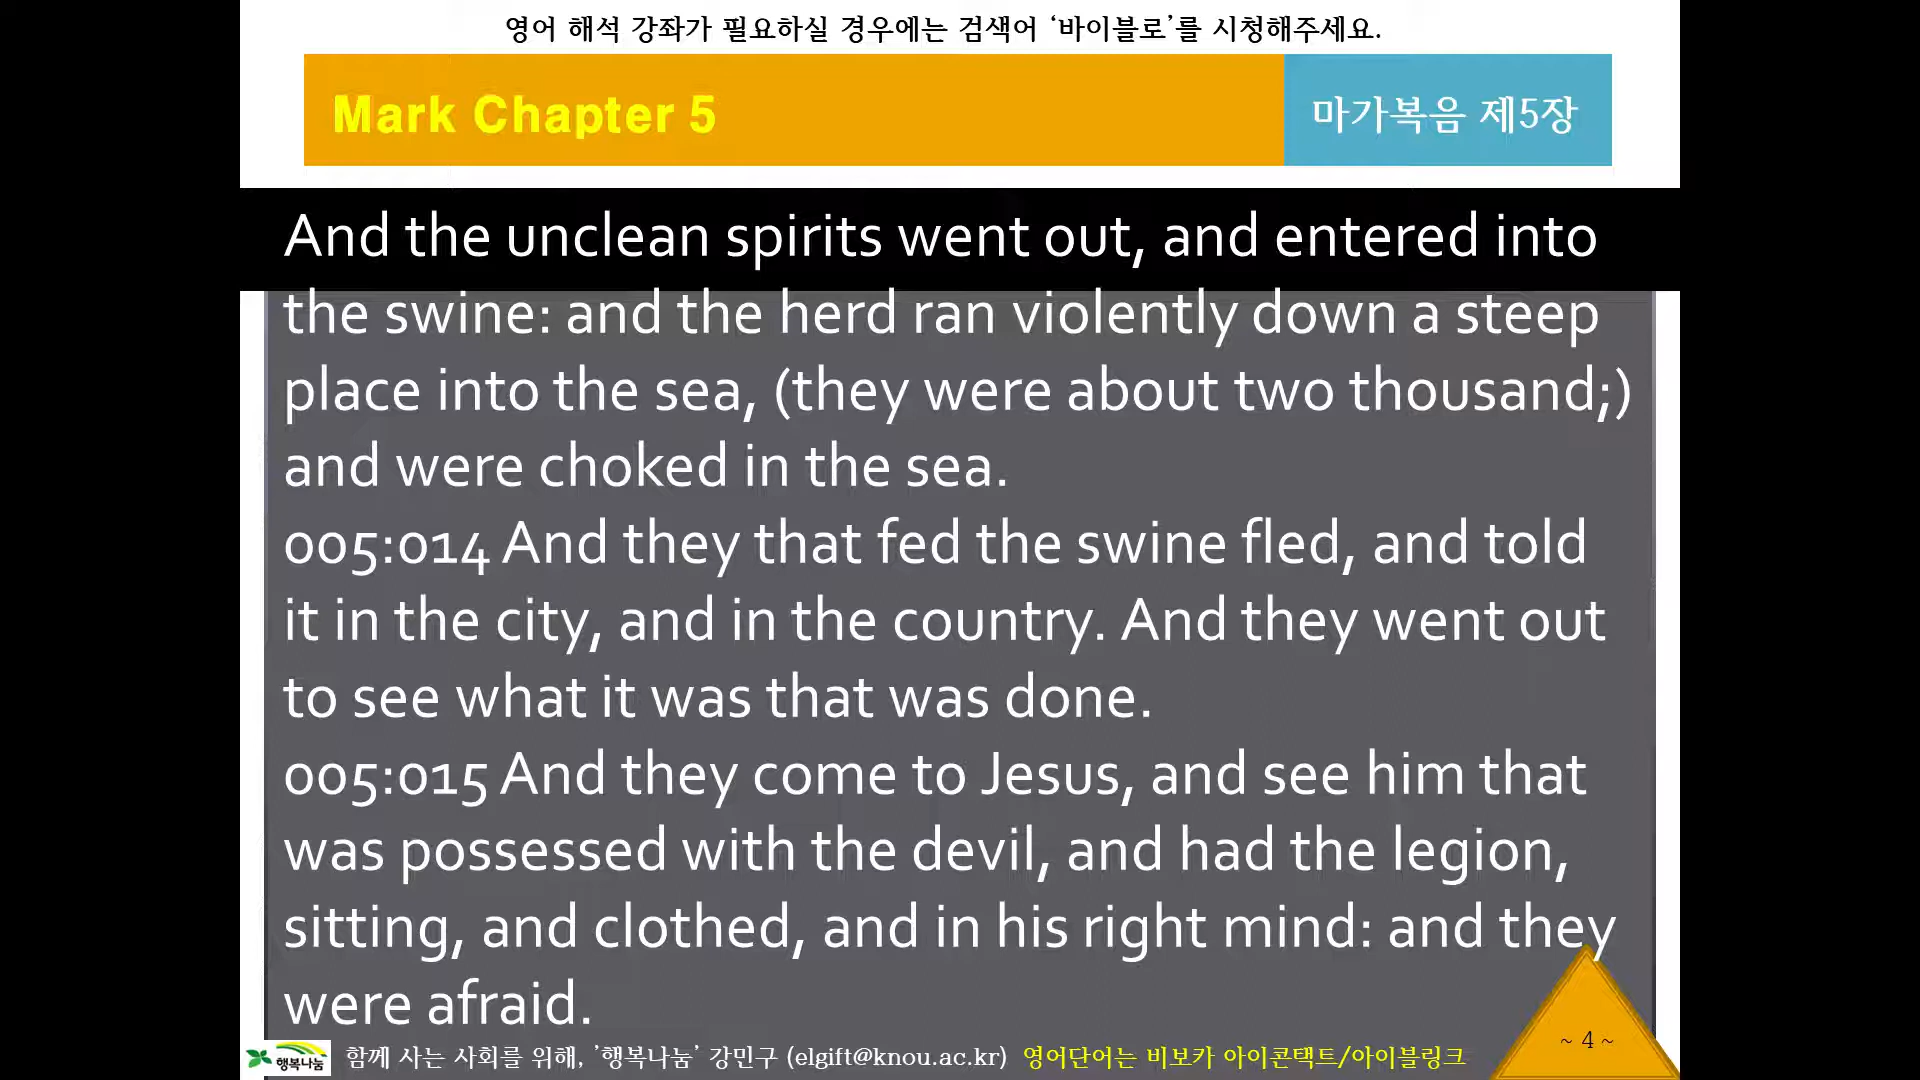 영어 해석 강좌가 필요하실 경우에는 검색어 ‘바이블로’를 시청해주세요.
Mark Chapter 5
마가복음 제5장
And the unclean spirits went out, and entered into
the swine: and the herd ran violently down a steep
place into the sea, (they were about two thousand;)
and were choked in the sea.
005:014 And they that fed the swine fled, and told
it in the city, and in the country. And they went out
to see what it was that was done.
005:015 And they come to Jesus, and see him that
was possessed with the devil, and had the legion,
sitting, and clothed, and in his right mind: and they
were afraid.
~ 4 ~
행복나눔
함께 사는 사회를 위해, ’행복나눔’ 강민구 (elgift@knou.ac.kr) 영어단어는 비보카 아이콘택트/아이블링크